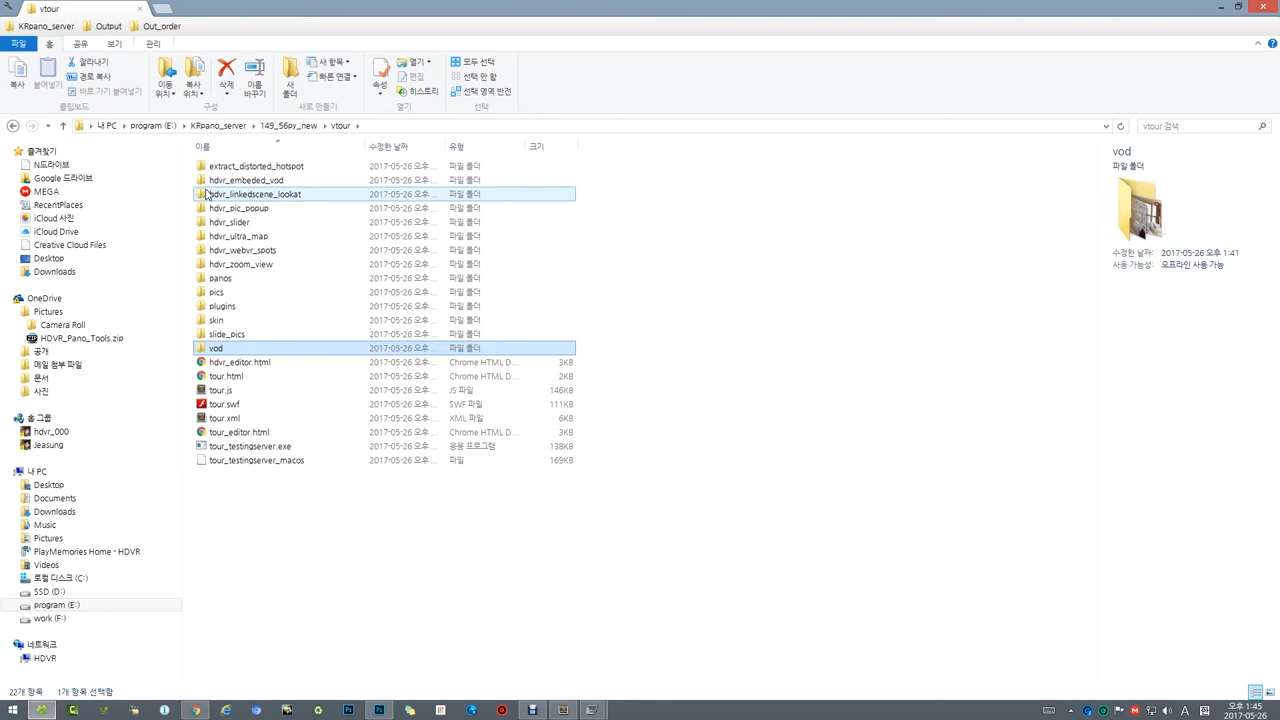 vtour
KRpano_server Output Out_order
파일 홈 공유 보기 관리
복사 붙여넣기 잘라내기 경로 복사 바로 가기 붙여넣기 이동 위치 복사 위치 삭제 이름 바꾸기 새 폴더 새 항목 빠른 연결 속성 열기 편집 히스토리 모두 선택 선택 안 함 선택 영역 반전
클립보드 구성 새로 만들기 열기 선택
내 PC program (E:) KRpano_server 149_56py_new vtour vtour 검색
즐겨찾기
N드라이브
Google 드라이브
MEGA
RecentPlaces
iCloud 사진
iCloud Drive
Creative Cloud Files
Desktop
Downloads
OneDrive
Pictures
Camera Roll
HDVR_Pano_Tools.zip
공개
메일 첨부 파일
문서
사진
홈 그룹
hdvr_000
Jeasung
내 PC
Desktop
Documents
Downloads
Music
Pictures
PlayMemories Home - HDVR
Videos
로컬 디스크 (C:)
SSD (D:)
program (E:)
work (F:)
네트워크
HDVR
이름 수정한 날짜 유형 크기
extract_distorted_hotspot 2017-05-26 오후 ... 파일 폴더
hdvr_embeded_vod 2017-05-26 오후 ... 파일 폴더
hdvr_linkedscene_lookat 2017-05-26 오후 ... 파일 폴더
hdvr_pic_popup 2017-05-26 오후 ... 파일 폴더
hdvr_slider 2017-05-26 오후 ... 파일 폴더
hdvr_ultra_map 2017-05-26 오후 ... 파일 폴더
hdvr_webvr_spots 2017-05-26 오후 ... 파일 폴더
hdvr_zoom_view 2017-05-26 오후 ... 파일 폴더
panos 2017-05-26 오후 ... 파일 폴더
pics 2017-05-26 오후 ... 파일 폴더
plugins 2017-05-26 오후 ... 파일 폴더
skin 2017-05-26 오후 ... 파일 폴더
slide_pics 2017-05-26 오후 ... 파일 폴더
vod 2017-05-26 오후 ... 파일 폴더
hdvr_editor.html 2017-05-26 오후 ... Chrome HTML D... 3KB
tour.html 2017-05-26 오후 ... Chrome HTML D... 2KB
tour.js 2017-05-26 오후 ... JS 파일 146KB
tour.swf 2017-05-26 오후 ... SWF 파일 111KB
tour.xml 2017-05-26 오후 ... XML 파일 6KB
tour_editor.html 2017-05-26 오후 ... Chrome HTML D... 3KB
tour_testingserver.exe 2017-05-26 오후 ... 응용 프로그램 138KB
tour_testingserver_macos 2017-05-26 오후 ... 파일 169KB
vod
파일 폴더
수정한 날짜: 2017-05-26 오후 1:41
사용 가능성: 오프라인 사용 가능
22개 항목 1개 항목 선택함
오후 1:45
2017-05-26